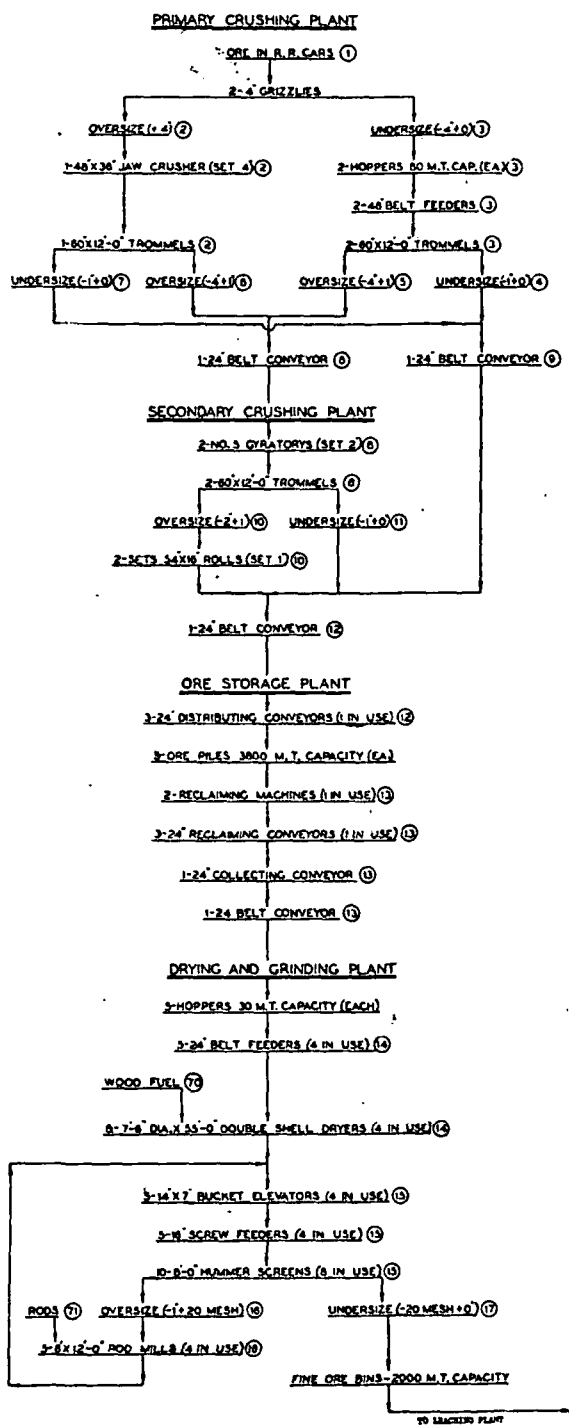 PRIMARY CRUSHING PLANT
ORE IN R.R. CARS 1
2-4" GRIZZLIES
OVERSIZE (+4") 2
UNDERSIZE (-4"+0) 3
1-48"X36" JAW CRUSHER (SET 4) 2
2-HOPPERS 60 M.T. CAP. (EA.) 3
2-48" BELT FEEDERS 3
1-60"X12'-0" TROMMELS 2
2-60"X12'-0" TROMMELS 3
UNDERSIZE (-1"+0) 7
OVERSIZE (-4"+1) 6
OVERSIZE (-4"+1) 5
UNDERSIZE (-1"+0) 4
1-24" BELT CONVEYOR 8
1-24" BELT CONVEYOR 9
SECONDARY CRUSHING PLANT
2-NO. 5 GYRATORYS (SET 2") 8
2-60"X12'-0" TROMMELS 8
OVERSIZE (-2"+1) 10
UNDERSIZE (-1"+0) 11
2-SETS 54"X16" ROLLS (SET 1") 10
1-24" BELT CONVEYOR 12
ORE STORAGE PLANT
3-24" DISTRIBUTING CONVEYORS (1 IN USE) 12
3-ORE PILES 3800 M.T. CAPACITY (EA.)
2-RECLAIMING MACHINES (1 IN USE) 13
3-24" RECLAIMING CONVEYORS (1 IN USE) 13
1-24" COLLECTING CONVEYOR 13
1-24 BELT CONVEYOR 13
DRYING AND GRINDING PLANT
5-HOPPERS 30 M.T. CAPACITY (EACH)
5-24" BELT FEEDERS (4 IN USE) 14
WOOD FUEL 70
DIA. X 55'-0" DOUBLE SHELL DRYERS (4 IN USE) 14
5-14"X7" BUCKET ELEVATORS (4 IN USE) 15
5-16" SCREW FEEDERS (4 IN USE) 15
HUMMER SCREENS (8 IN USE) 15
RODS 71
OVERSIZE (-1"+20 MESH) 16
UNDERSIZE (-20 MESH+0") 17
5-6'X12'-0" ROD MILLS (4 IN USE) 16
FINE ORE BINS-2000 M.T. CAPACITY
TO LEACHING PLANT